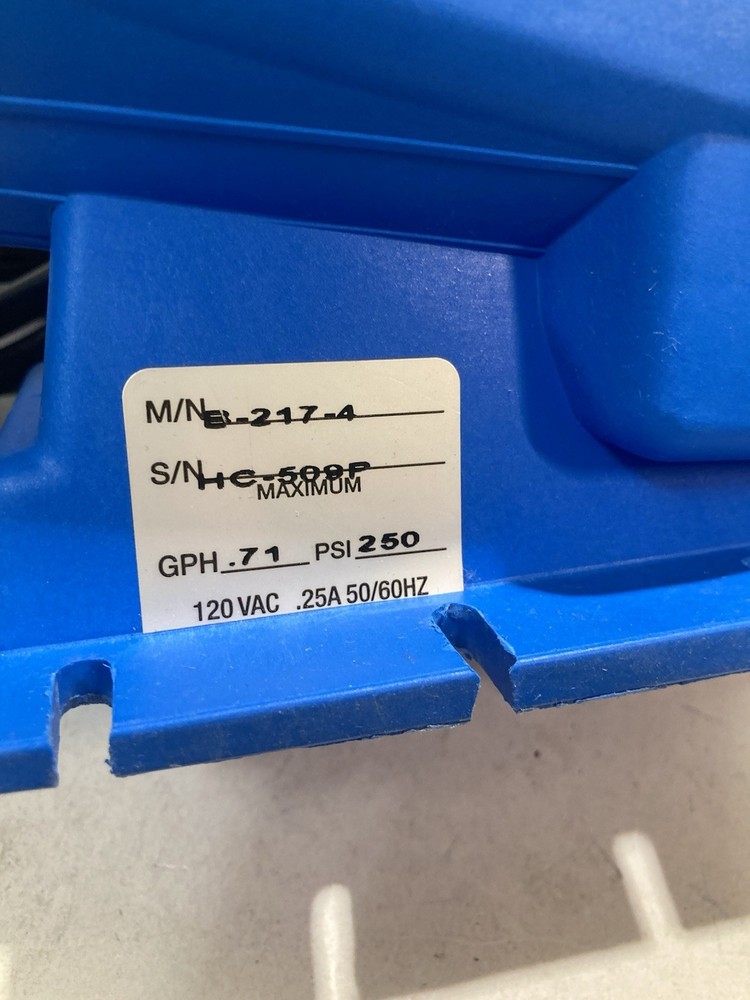 M/N E-217-4
S/N HC-509P
MAXIMUM
GPH .71 PSI 250
120 VAC .25A 50/60HZ